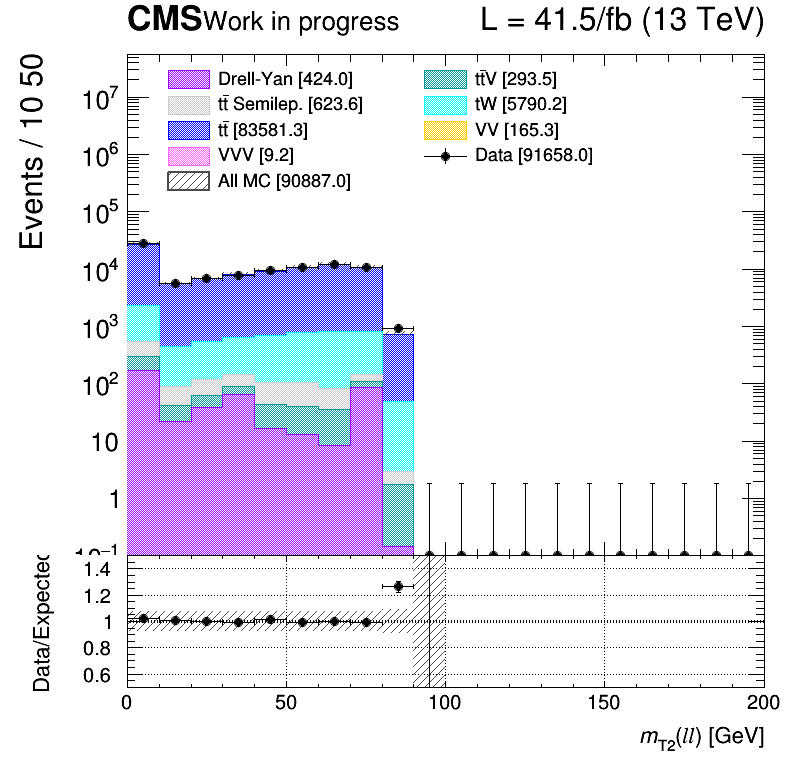 CMS Work in progress L = 41.5/fb (13 TeV)
Events / 10 50
Drell-Yan [424.0]
tt̄ Semilep. [623.6]
tt̄ [83581.3]
VVV [9.2]
All MC [90887.0]
tt̄V [293.5]
tW [5790.2]
VV [165.3]
Data [91658.0]
10⁷
10⁶
10⁵
10⁴
10³
10²
10
1
10⁻¹
Data/Expected
1.4
1.2
1
0.8
0.6
0 50 100 150 200
m_T2(ll) [GeV]